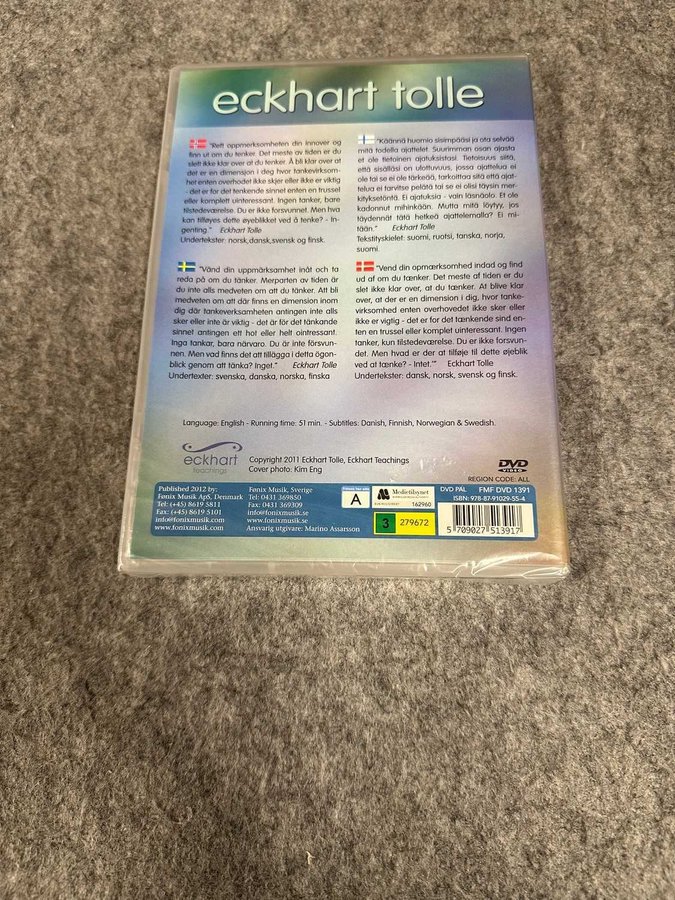 eckhart tolle
"Rett oppmerksomheten din innover og
finn ut om du tenker. Det meste av tiden er du
slett ikke klar over at du tenker. Å bli klar over at
det er en dimensjon i deg hvor tankevirksom-
het enten overhodet ikke skjer eller ikke er viktig
- det er for det tenkende sinnet enten en trussel
eller komplett uinteressant. Ingen tanker, bare
tilstedeværelse. Du er ikke forsvunnet. Men hva
kan tilføyes dette øyeblikket ved å tenke? - In-
genting." Eckhart Tolle
Undertekster: norsk,dansk,svensk og finsk.
"Käännä huomio sisimpääsi ja ota selvää
mitä todella ajattelet. Suurimman osan ajasta
et ole tietoinen ajatuksistasi. Tietoisuus siitä,
että sisälläsi on ulottuvuus, jossa ajattelua ei
ole tai se ei ole tärkeää, tarkoittaa sitä että ajat-
telua ei tarvitse pelätä tai se ei olisi täysin mer-
kityksetöntä. Ei ajatuksia - vain läsnäolo. Et ole
kadonnut mihinkään. Mutta mitä löytyy, jos
täydennät tätä hetkeä ajattelemalla? Ei mi-
tään." Eckhart Tolle
Tekstityskielet: suomi, ruotsi, tanska, norja,
suomi.
"Vänd din uppmärksamhet inåt och ta
reda på om du tänker. Merparten av tiden är
du inte alls medveten om att du tänker. Att bli
medveten om att där finns en dimension inom
dig där tankeverksamheten antingen inte alls
sker eller inte är viktig - det är för det tänkande
sinnet antingen ett hot eller helt ointressant.
Inga tankar, bara närvaro. Du är inte försvun-
nen. Men vad finns det att tillägga i detta ögon-
blick genom att tänka? Inget." Eckhart Tolle
Undertexter: svenska, danska, norska, finska
"Vend din opmærksomhed indad og find
ud af om du tænker. Det meste af tiden er du
slet ikke klar over, at du tænker. At blive klar
over, at der er en dimension i dig, hvor tanke-
virksomhed enten overhovedet ikke sker eller
ikke er vigtig - det er for det tænkende sind en-
ten en trussel eller komplet uinteressant. Ingen
tanker, kun tilstedeværelse. Du er ikke forsvun-
det. Men hvad er der at tilføje til dette øjeblik
ved at tænke? - Intet.'" Eckhart Tolle
Undertekster: dansk, norsk, svensk og finsk.
Language: English - Running time: 51 min. - Subtitles: Danish, Finnish, Norwegian & Swedish.
eckhart
teachings
Copyright 2011 Eckhart Tolle, Eckhart Teachings
Cover photo: Kim Eng
DVD
VIDEO
REGION CODE: ALL
Published 2012 by:
Fønix Musik ApS, Denmark
Tel: (+45) 8619 5811
Fax: (+45) 8619 5101
info@fonixmusik.com
www.fonixmusik.com
Fønix Musik, Sverige
Tel: 0431 369850
Fax: 0431 369309
info@fonixmusik.se
www.fonixmusik.se
Ansvarig utgivare: Marino Assarsson
A
Medietilsynet
162960
3 279672
DVD PAL FMF DVD 1391
ISBN: 978-87-91029-55-4
5 709027 513917